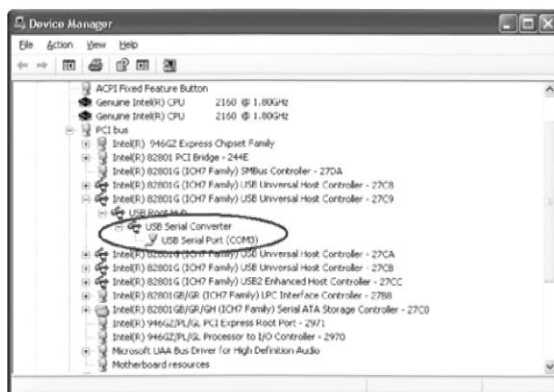 Device Manager
File Action View Help
ACPI Fixed Feature Button
Genuine Intel(R) CPU 2160 @ 1.80GHz
Genuine Intel(R) CPU 2160 @ 1.80GHz
PCI bus
Intel(R) 946GZ Express Chipset Family
Intel(R) 82801 PCI Bridge - 244E
Intel(R) 82801G (ICH7 Family) SMBus Controller - 27DA
Intel(R) 82801G (ICH7 Family) USB Universal Host Controller - 27C8
Intel(R) 82801G (ICH7 Family) USB Universal Host Controller - 27C9
USB Root Hub
USB Serial Converter
USB Serial Port (COM3)
Intel(R) 82801G (ICH7 Family) USB Universal Host Controller - 27CA
Intel(R) 82801G (ICH7 Family) USB Universal Host Controller - 27CB
Intel(R) 82801G (ICH7 Family) USB2 Enhanced Host Controller - 27CC
Intel(R) 82801GB/GR (ICH7 Family) LPC Interface Controller - 27B8
Intel(R) 82801GB/GR/GH (ICH7 Family) Serial ATA Storage Controller - 27C0
Intel(R) 946GZ/PL/GL PCI Express Root Port - 2971
Intel(R) 946GZ/PL/GL Processor to I/O Controller - 2970
Microsoft UAA Bus Driver for High Definition Audio
Motherboard resources